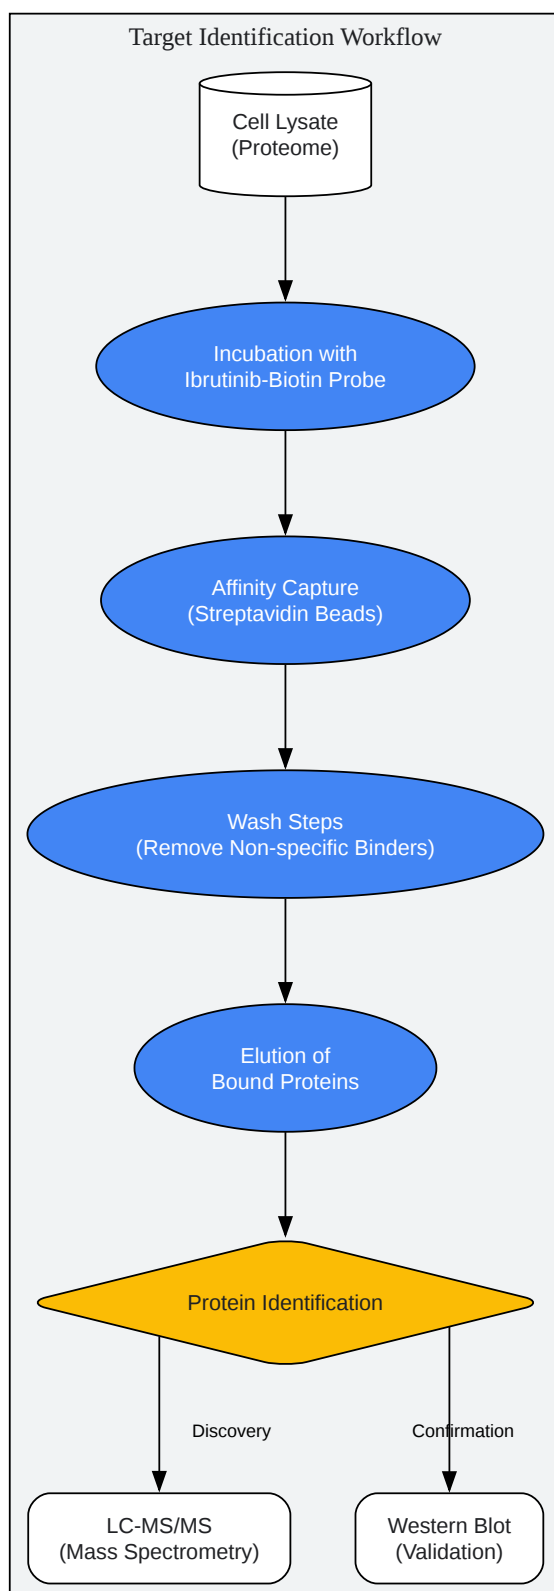 Target Identification Workflow
Cell Lysate
(Proteome)
Incubation with
Ibrutinib-Biotin Probe
Affinity Capture
(Streptavidin Beads)
Wash Steps
(Remove Non-specific Binders)
Elution of
Bound Proteins
Protein Identification
Discovery
Confirmation
LC-MS/MS
(Mass Spectrometry)
Western Blot
(Validation)